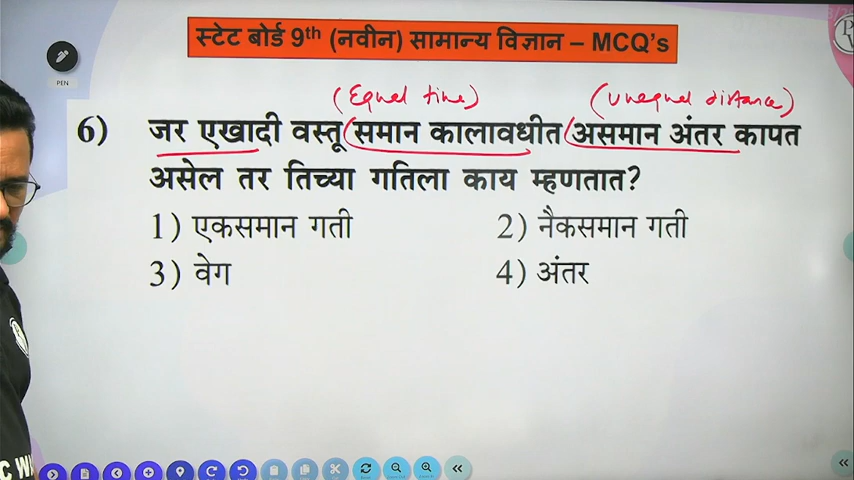 स्टेट बोर्ड 9th (नवीन) सामान्य विज्ञान – MCQ's
PEN
(Equal time) (unequal distance)
6) जर एखादी वस्तू समान कालावधीत असमान अंतर कापत
असेल तर तिच्या गतिला काय म्हणतात?
1) एकसमान गती 2) नैकसमान गती
3) वेग 4) अंतर